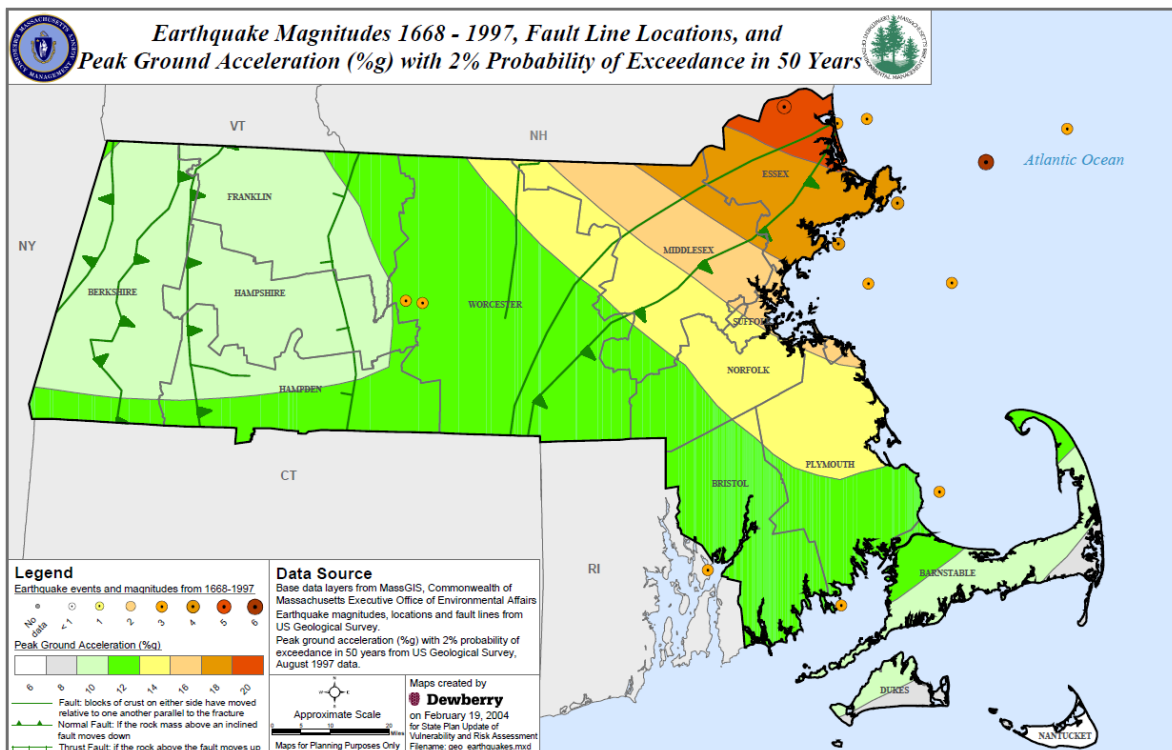 Earthquake Magnitudes 1668 - 1997, Fault Line Locations, and
Peak Ground Acceleration (%g) with 2% Probability of Exceedance in 50 Years
VT
NH
NY
Atlantic Ocean
ESSEX
FRANKLIN
MIDDLESEX
BERKSHIRE
HAMPSHIRE
WORCESTER
SUFFOLK
NORFOLK
HAMPDEN
PLYMOUTH
CT
BRISTOL
RI
BARNSTABLE
DUKES
NANTUCKET
Legend
Earthquake events and magnitudes from 1668-1997
No data
< 1
1
2
3
4
5
6
Peak Ground Acceleration (%g)
6
8
10
12
14
16
18
20
Fault: blocks of crust on either side have moved
relative to one another parallel to the fracture
Normal Fault: If the rock mass above an inclined
fault moves down
Thrust Fault: if the rock above the fault moves up
Data Source
Base data layers from MassGIS, Commonwealth of
Massachusetts Executive Office of Environmental Affairs
Earthquake magnitudes, locations and fault lines from
US Geological Survey.
Peak ground acceleration (%g) with 2% probability of
exceedance in 50 years from US Geological Survey,
August 1997 data.
Approximate Scale
0 5 10 20
Miles
Maps for Planning Purposes Only
Maps created by
Dewberry
on February 19, 2004
for State Plan Update of
Vulnerability and Risk Assessment
Filename: geo_earthquakes.mxd